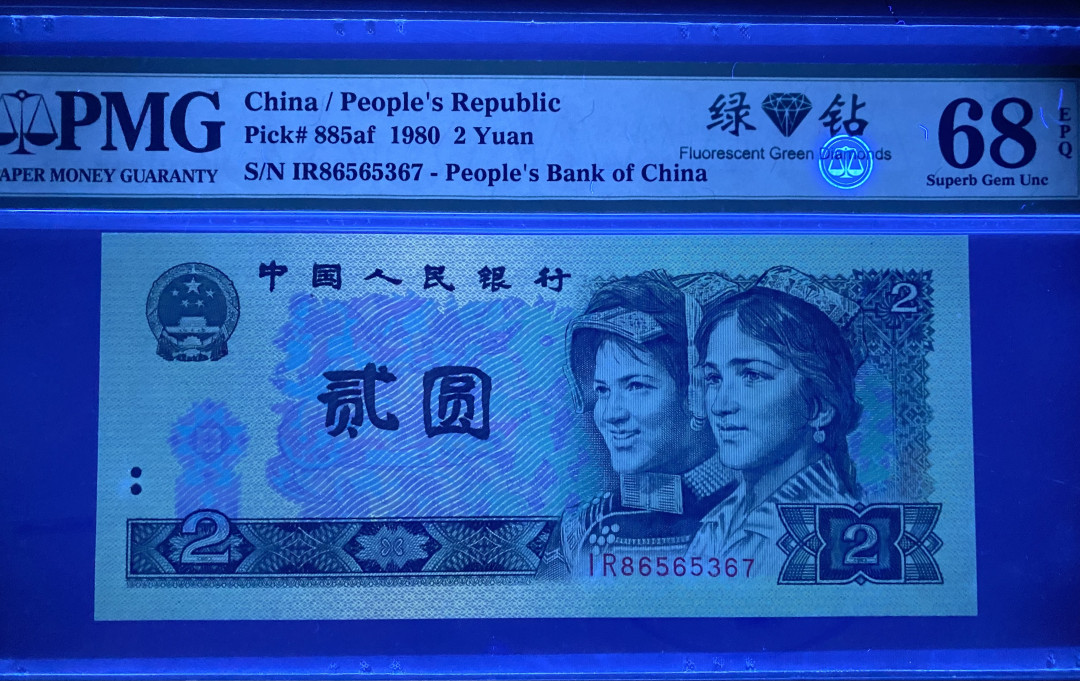 PMG
APER MONEY GUARANTY
China / People's Republic
Pick# 885af 1980 2 Yuan
S/N IR86565367 - People's Bank of China
绿 钻
Fluorescent Green Diamonds
68
EPQ
Superb Gem Unc
中国人民银行
2
贰圆
2
2
IR86565367